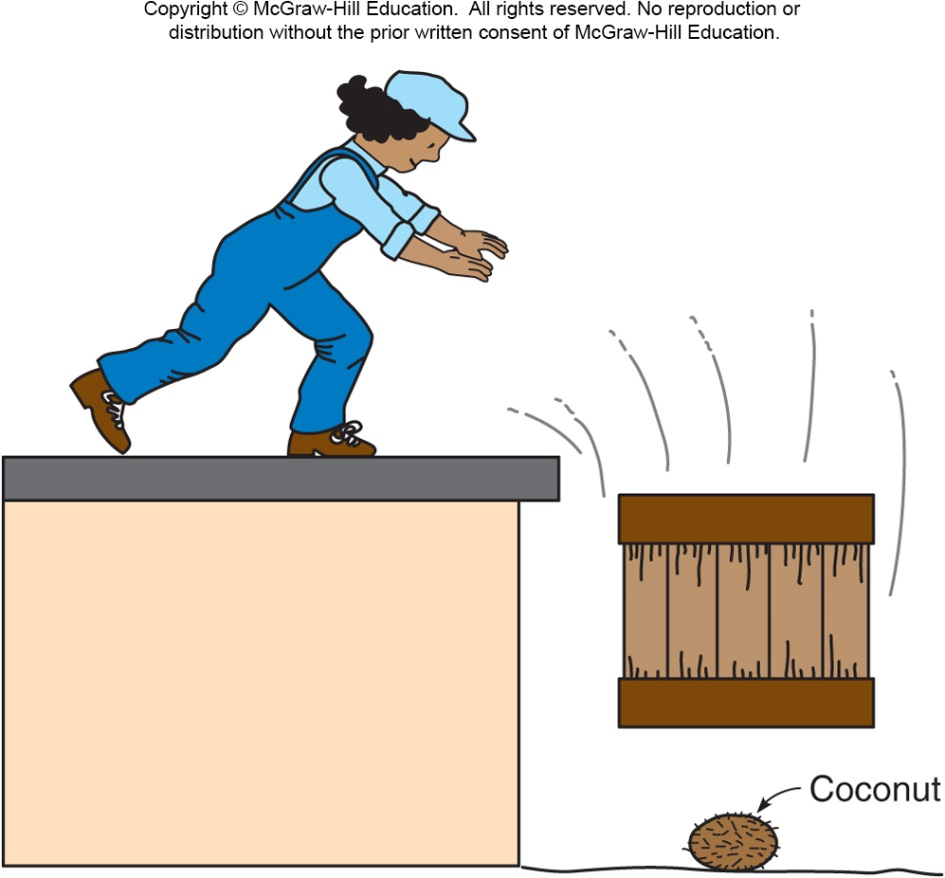 Copyright © McGraw-Hill Education.  All rights reserved. No reproduction or
distribution without the prior written consent of McGraw-Hill Education.
Coconut